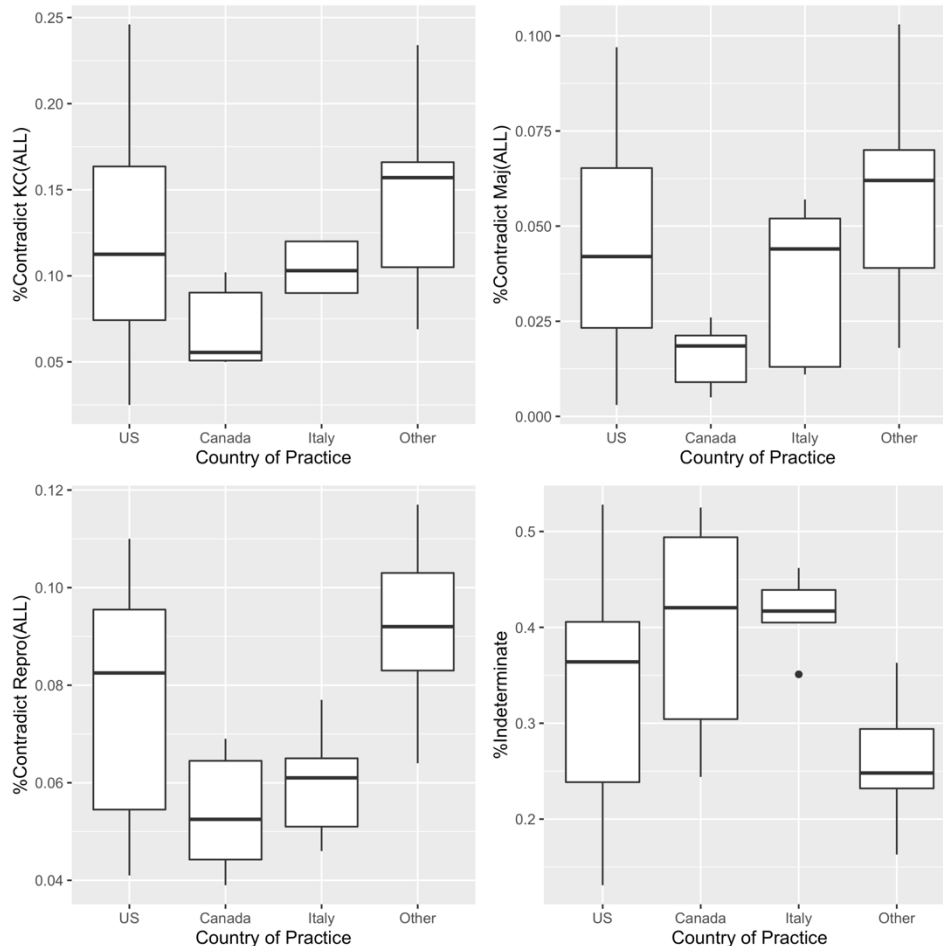 %Contradict KC(ALL)
0.25
0.20
0.15
0.10
0.05
US Canada Italy Other
Country of Practice
%Contradict Maj(ALL)
0.100
0.075
0.050
0.025
0.000
US Canada Italy Other
Country of Practice
%Contradict Repro(ALL)
0.12
0.10
0.08
0.06
0.04
US Canada Italy Other
Country of Practice
%Indeterminate
0.5
0.4
0.3
0.2
US Canada Italy Other
Country of Practice